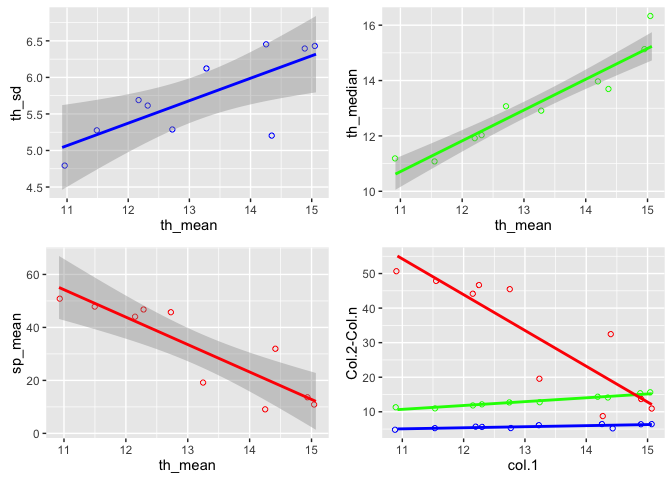 th_sd
6.5
6.0
5.5
5.0
4.5
11 12 13 14 15
th_mean
th_median
16
14
12
10
11 12 13 14 15
th_mean
sp_mean
60
40
20
0
11 12 13 14 15
th_mean
Col.2-Col.n
50
40
30
20
10
11 12 13 14 15
col.1